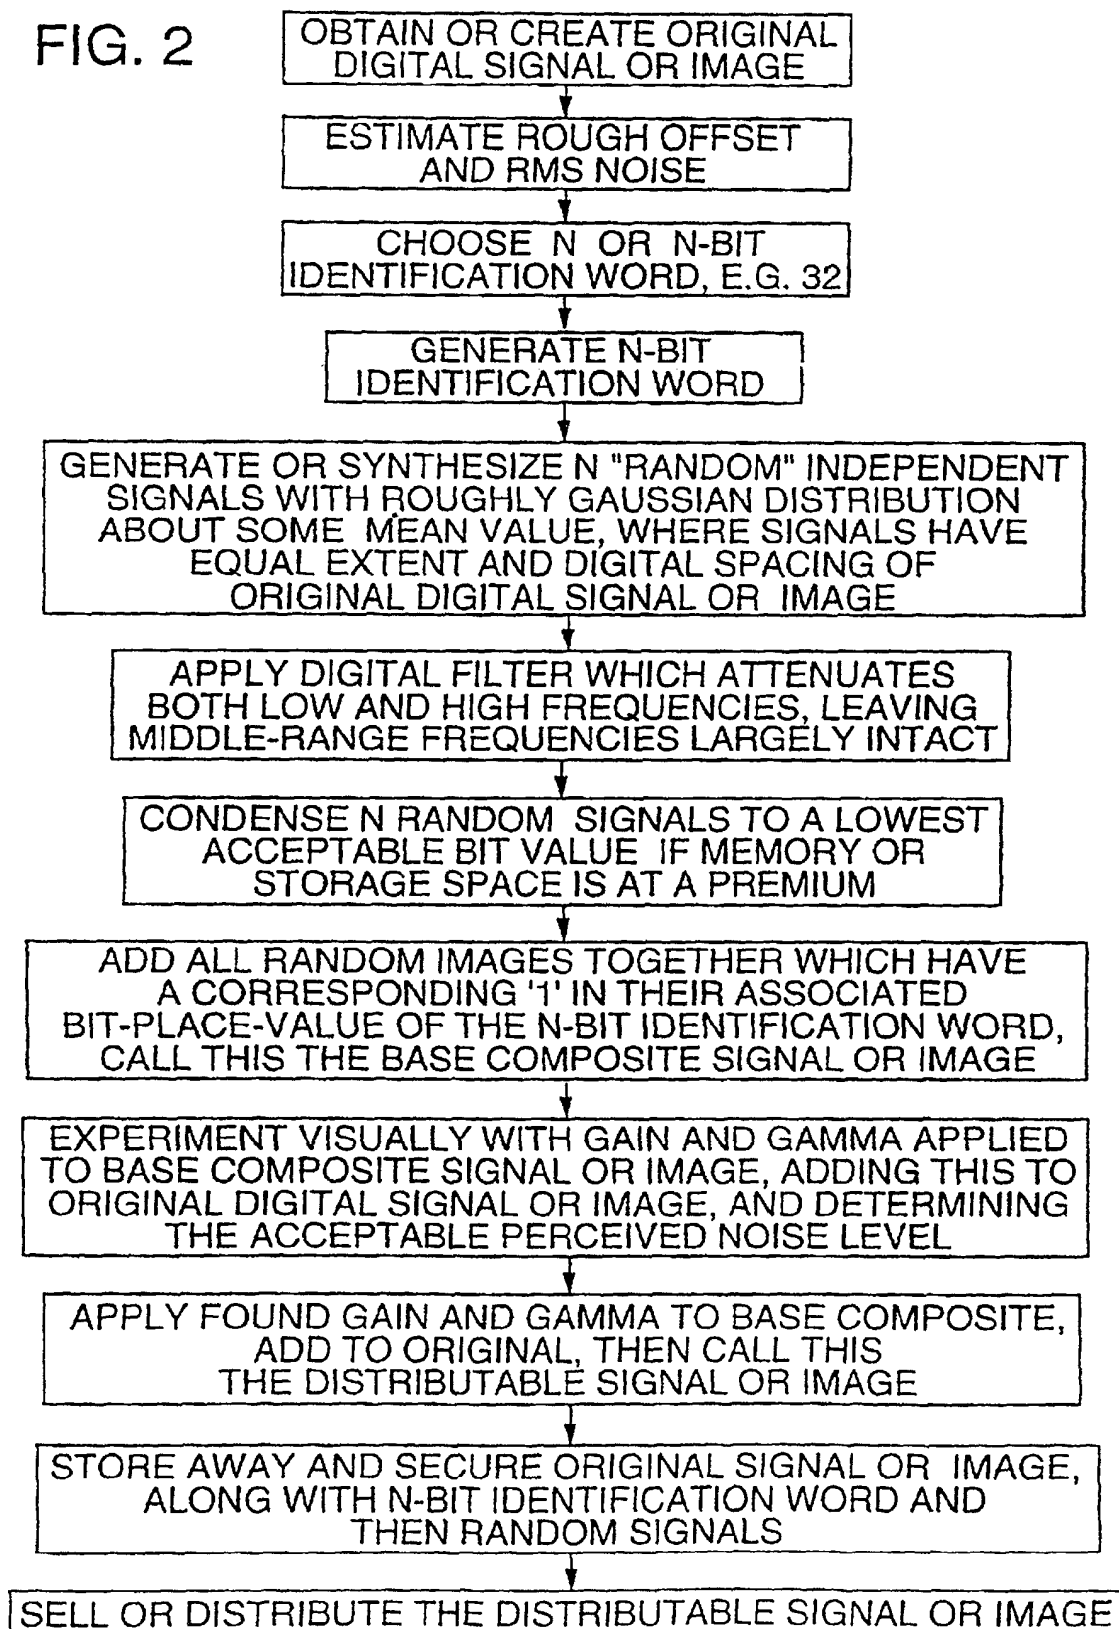 FIG. 2
OBTAIN OR CREATE ORIGINAL
DIGITAL SIGNAL OR IMAGE
ESTIMATE ROUGH OFFSET
AND RMS NOISE
CHOOSE N OR N-BIT
IDENTIFICATION WORD, E.G. 32
GENERATE N-BIT
IDENTIFICATION WORD
GENERATE OR SYNTHESIZE N "RANDOM" INDEPENDENT
SIGNALS WITH ROUGHLY GAUSSIAN DISTRIBUTION
ABOUT SOME MEAN VALUE, WHERE SIGNALS HAVE
EQUAL EXTENT AND DIGITAL SPACING OF
ORIGINAL DIGITAL SIGNAL OR IMAGE
APPLY DIGITAL FILTER WHICH ATTENUATES
BOTH LOW AND HIGH FREQUENCIES, LEAVING
MIDDLE-RANGE FREQUENCIES LARGELY INTACT
CONDENSE N RANDOM SIGNALS TO A LOWEST
ACCEPTABLE BIT VALUE IF MEMORY OR
STORAGE SPACE IS AT A PREMIUM
ADD ALL RANDOM IMAGES TOGETHER WHICH HAVE
A CORRESPONDING '1' IN THEIR ASSOCIATED
BIT-PLACE-VALUE OF THE N-BIT IDENTIFICATION WORD,
CALL THIS THE BASE COMPOSITE SIGNAL OR IMAGE
EXPERIMENT VISUALLY WITH GAIN AND GAMMA APPLIED
TO BASE COMPOSITE SIGNAL OR IMAGE, ADDING THIS TO
ORIGINAL DIGITAL SIGNAL OR IMAGE, AND DETERMINING
THE ACCEPTABLE PERCEIVED NOISE LEVEL
APPLY FOUND GAIN AND GAMMA TO BASE COMPOSITE,
ADD TO ORIGINAL, THEN CALL THIS
THE DISTRIBUTABLE SIGNAL OR IMAGE
STORE AWAY AND SECURE ORIGINAL SIGNAL OR IMAGE,
ALONG WITH N-BIT IDENTIFICATION WORD AND
THEN RANDOM SIGNALS
SELL OR DISTRIBUTE THE DISTRIBUTABLE SIGNAL OR IMAGE